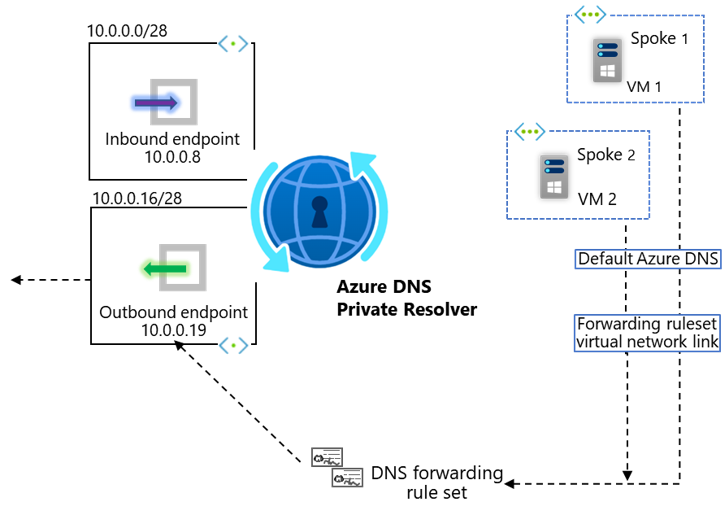 10.0.0.0/28
Inbound endpoint
10.0.0.8
10.0.0.16/28
Outbound endpoint
10.0.0.19
Azure DNS
Private Resolver
Spoke 1
VM 1
Spoke 2
VM 2
Default Azure DNS
Forwarding ruleset
virtual network link
DNS forwarding
rule set